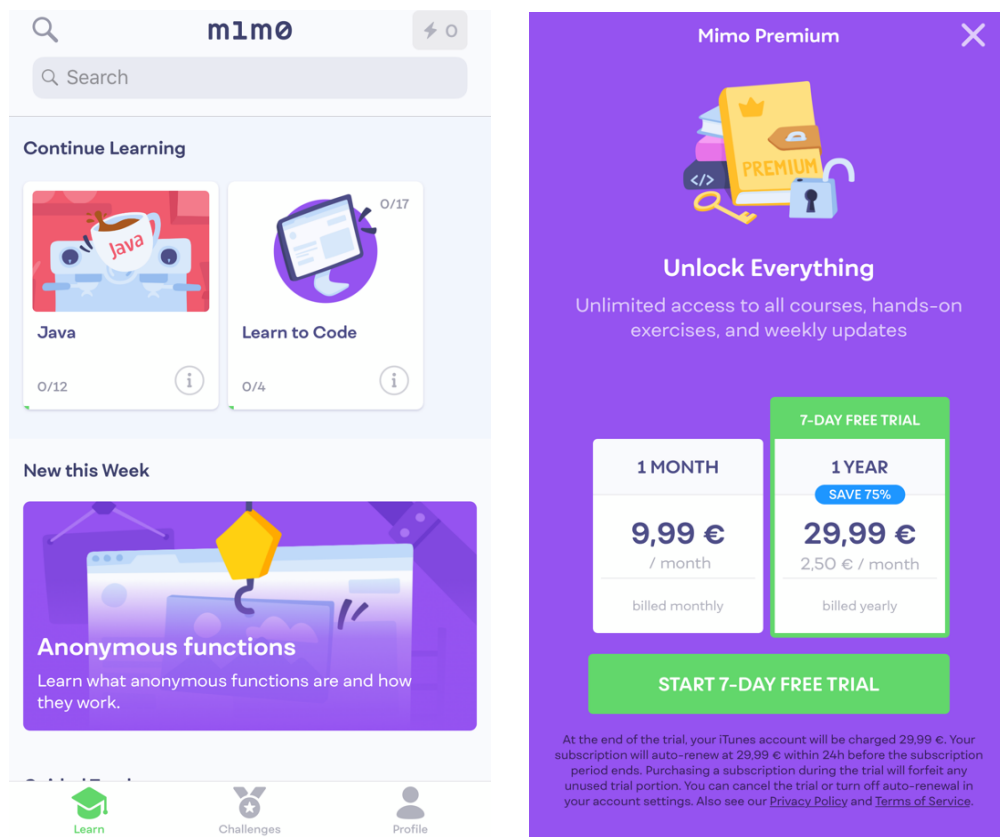 m1m0
0
Search
Continue Learning
Java
Java
0/12
0/17
Learn to Code
0/4
New this Week
Anonymous functions
Learn what anonymous functions are and how
they work.
Learn
Challenges
Profile
Mimo Premium
</>
PREMIUM
Unlock Everything
Unlimited access to all courses, hands-on
exercises, and weekly updates
1 MONTH
9,99 €
/ month
billed monthly
7-DAY FREE TRIAL
1 YEAR
SAVE 75%
29,99 €
2,50 € / month
billed yearly
START 7-DAY FREE TRIAL
At the end of the trial, your iTunes account will be charged 29,99 €. Your
subscription will auto-renew at 29,99 € within 24h before the subscription
period ends. Purchasing a subscription during the trial will forfeit any
unused trial portion. You can cancel the trial or turn off auto-renewal in
your account settings. Also see our Privacy Policy and Terms of Service.